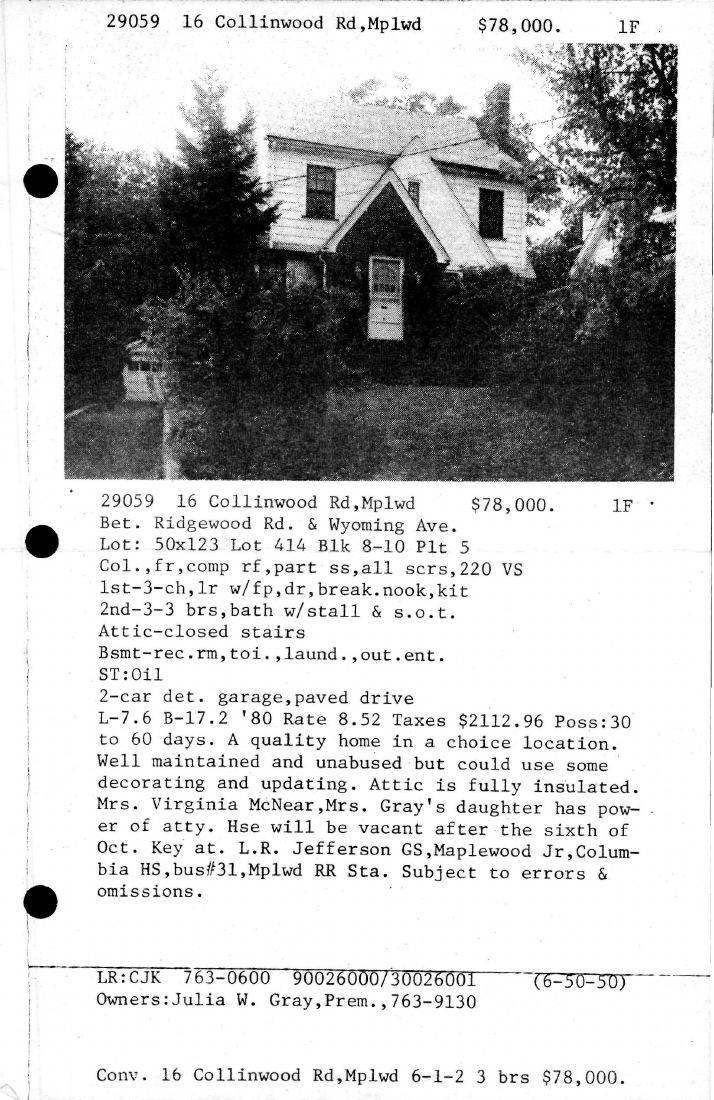 29059 16 Collinwood Rd,Mplwd $78,000. 1F
29059 16 Collinwood Rd,Mplwd $78,000. 1F
Bet. Ridgewood Rd. & Wyoming Ave.
Lot: 50x123 Lot 414 Blk 8-10 Plt 5
Col.,fr,comp rf,part ss,all scrs,220 VS
1st-3-ch,lr w/fp,dr,break.nook,kit
2nd-3-3 brs,bath w/stall & s.o.t.
Attic-closed stairs
Bsmt-rec.rm,toi.,laund.,out.ent.
ST:Oil
2-car det. garage,paved drive
L-7.6 B-17.2 '80 Rate 8.52 Taxes $2112.96 Poss:30
to 60 days. A quality home in a choice location.
Well maintained and unabused but could use some
decorating and updating. Attic is fully insulated.
Mrs. Virginia McNear,Mrs. Gray's daughter has pow-
er of atty. Hse will be vacant after the sixth of
Oct. Key at. L.R. Jefferson GS,Maplewood Jr,Colum-
bia HS,bus#31,Mplwd RR Sta. Subject to errors &
omissions.
LR:CJK 763-0600 90026000/30026001 (6-50-50)
Owners:Julia W. Gray,Prem.,763-9130
Conv. 16 Collinwood Rd,Mplwd 6-1-2 3 brs $78,000.